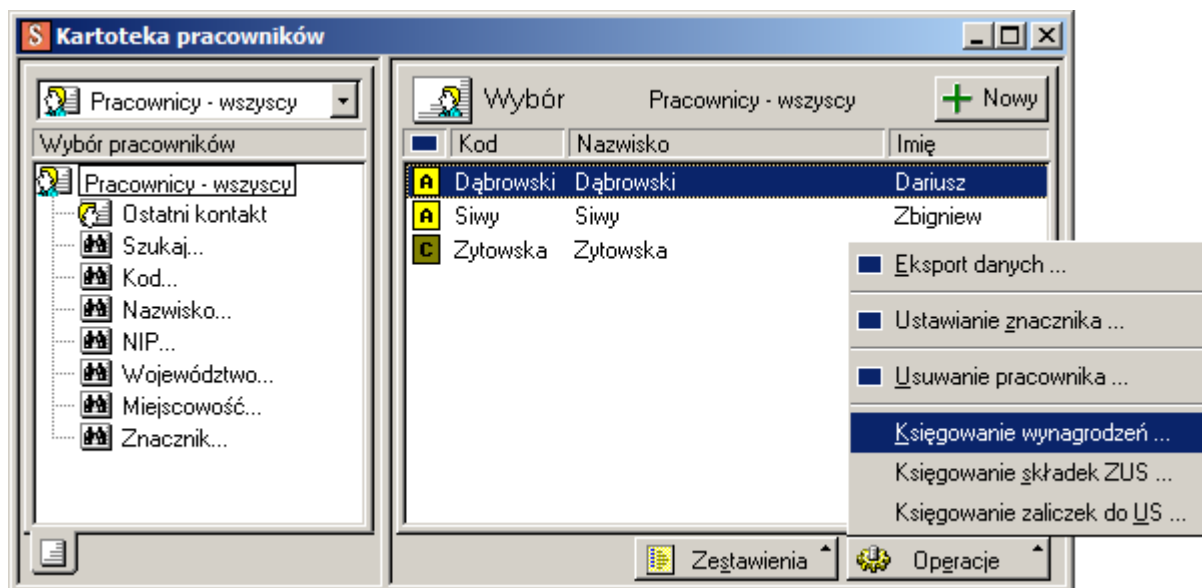 S Kartoteka pracowników
Pracownicy - wszyscy
Wybór pracowników
Pracownicy - wszyscy
Ostatni kontakt
Szukaj...
Kod...
Nazwisko...
NIP...
Województwo...
Miejscowość...
Znacznik...
Wybór Pracownicy - wszyscy Nowy
Kod Nazwisko Imię
A Dąbrowski Dąbrowski Dariusz
A Siwy Siwy Zbigniew
C Zytowska Zytowska
Eksport danych ...
Ustawianie znacznika ...
Usuwanie pracownika ...
Księgowanie wynagrodzeń ...
Księgowanie składek ZUS ...
Księgowanie zaliczek do US ...
Zestawienia Operacje